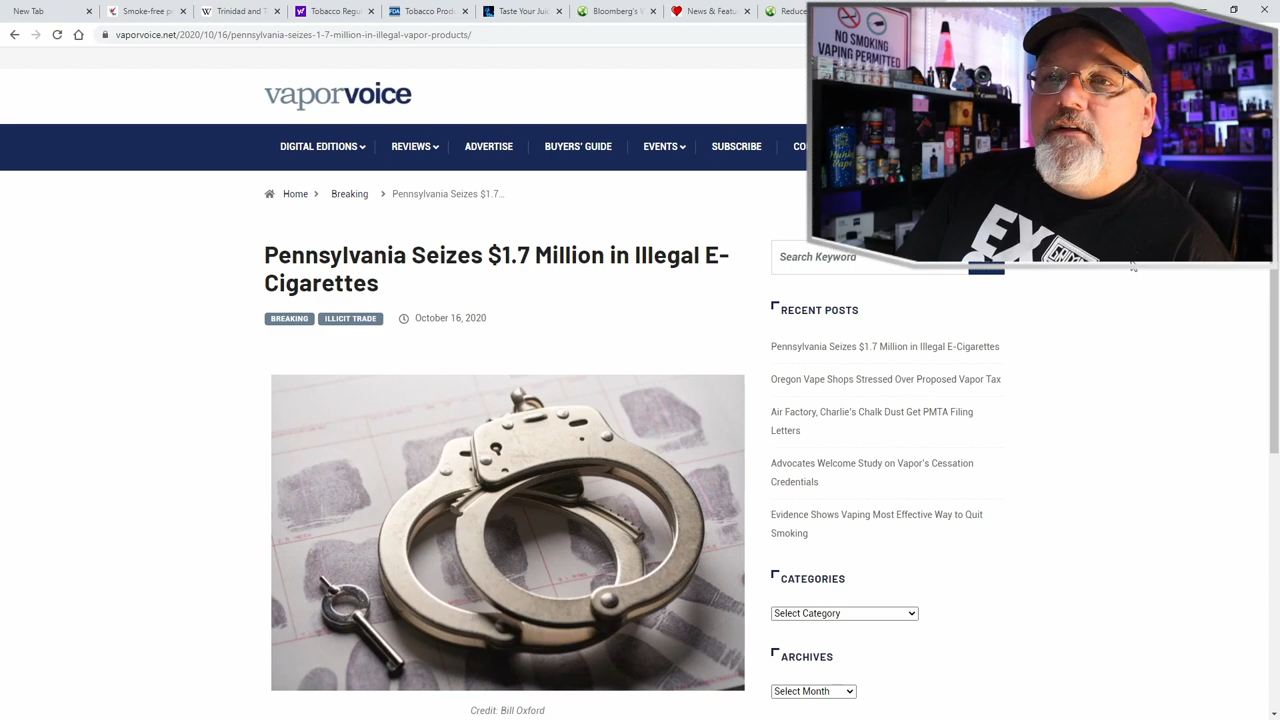 New Tab
Smoke-free p
Trinidad and T
Tobacco Regul
Tobacco Produc
Taste Your Juic
Bloomberg's V
News & Featur
Reduce
vaporvoice.net/2020/10/16/pennsylvania-seizes-1-7-million-in-illegal-vapor-products/
NO SMOKING
VAPING PERMITTED
vaporvoice
DIGITAL EDITIONS
REVIEWS
ADVERTISE
BUYERS' GUIDE
EVENTS
SUBSCRIBE
CO
Home
Breaking
Pennsylvania Seizes $1.7...
EX
Pennsylvania Seizes $1.7 Million in Illegal E-
Cigarettes
BREAKING
ILLICIT TRADE
October 16, 2020
Search Keyword
RECENT POSTS
Pennsylvania Seizes $1.7 Million in Illegal E-Cigarettes
Oregon Vape Shops Stressed Over Proposed Vapor Tax
Air Factory, Charlie's Chalk Dust Get PMTA Filing
Letters
Advocates Welcome Study on Vapor's Cessation
Credentials
Evidence Shows Vaping Most Effective Way to Quit
Smoking
CATEGORIES
Select Category
ARCHIVES
Select Month
Credit: Bill Oxford